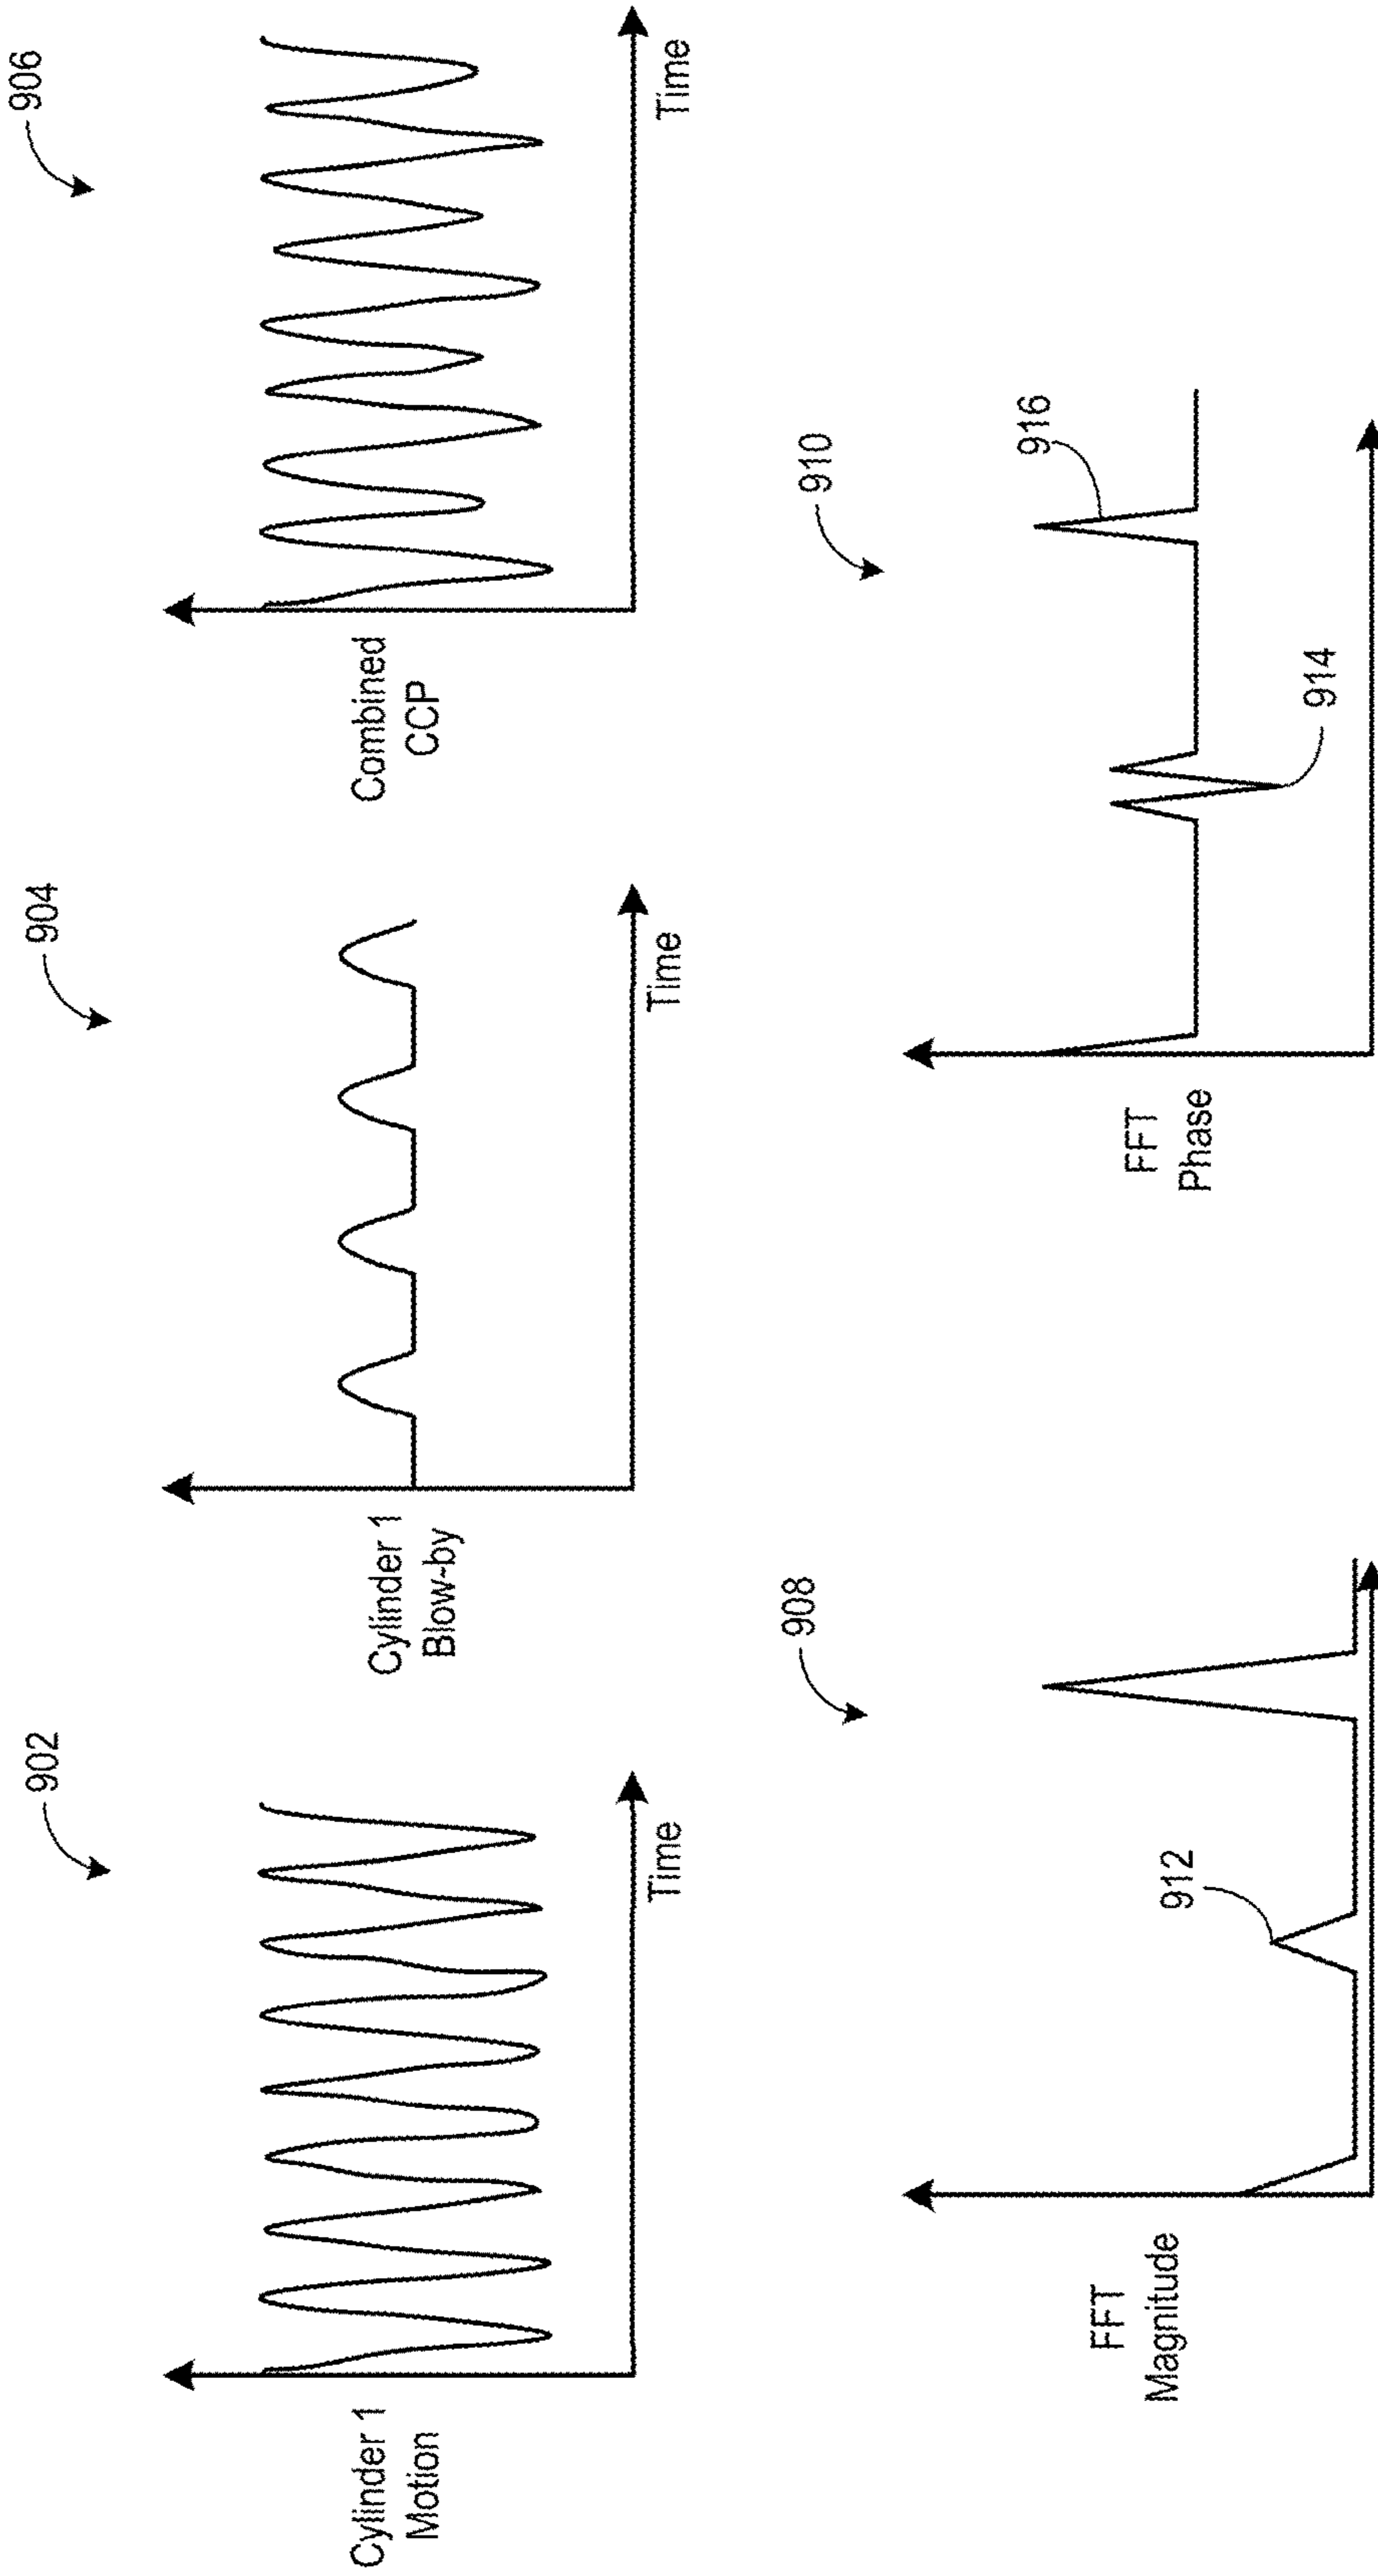 902
Cylinder 1
Motion
Time
904
Cylinder 1
Blow-by
Time
906
Combined
CCP
Time
908
FFT
Magnitude
912
910
FFT
Phase
914
916